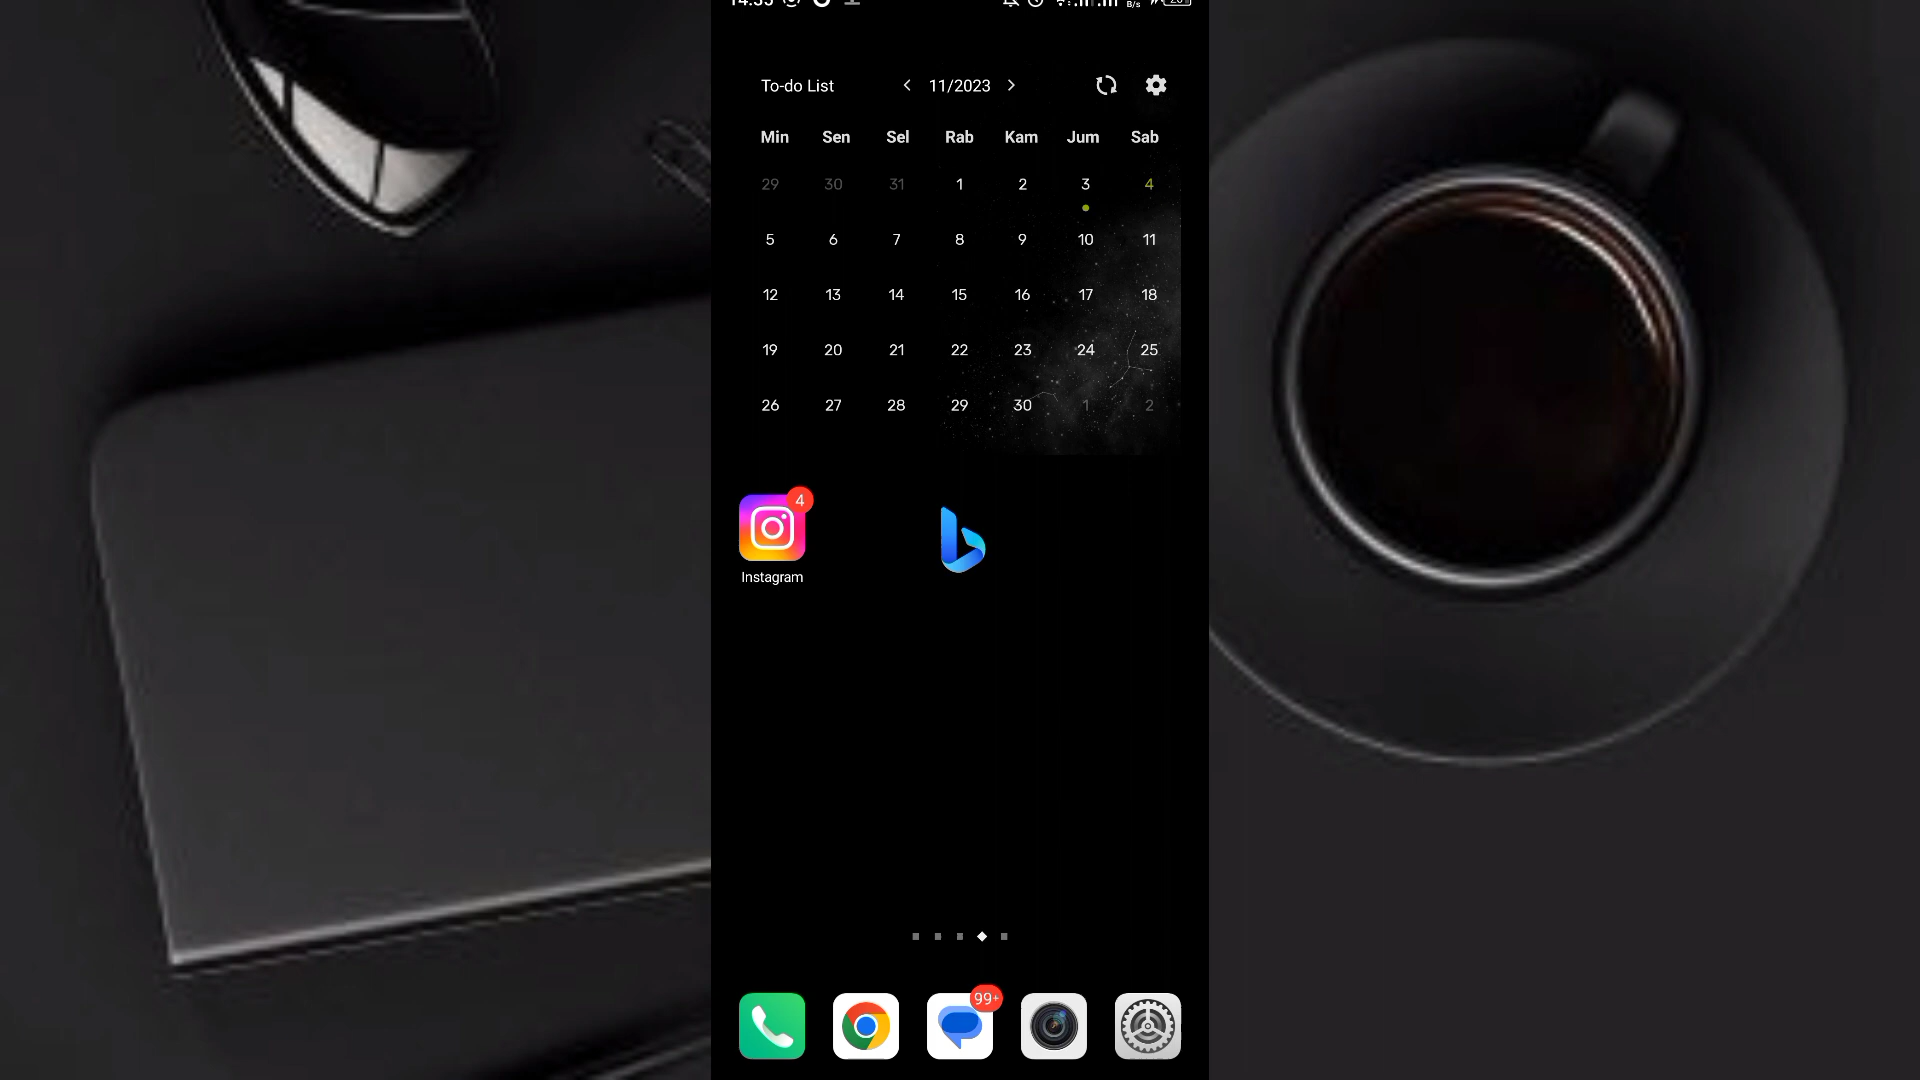 To-do List 11/2023
Min Sen Sel Rab Kam Jum Sab
29 30 31 1 2 3 4
5 6 7 8 9 10 11
12 13 14 15 16 17 18
19 20 21 22 23 24 25
26 27 28 29 30 1 2
4
Instagram
99+